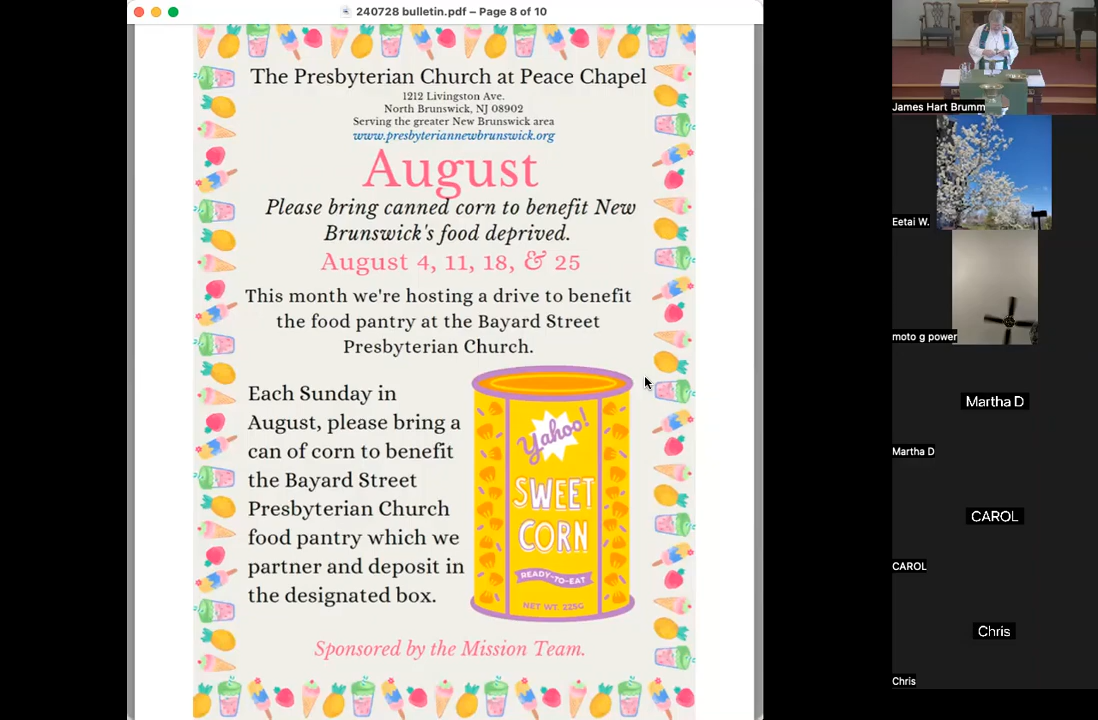 240728 bulletin.pdf – Page 8 of 10
The Presbyterian Church at Peace Chapel
1212 Livingston Ave.
North Brunswick, NJ 08902
Serving the greater New Brunswick area
www.presbyteriannewbrunswick.org
August
Please bring canned corn to benefit New
Brunswick's food deprived.
August 4, 11, 18, & 25
This month we're hosting a drive to benefit
the food pantry at the Bayard Street
Presbyterian Church.
Each Sunday in
August, please bring a
can of corn to benefit
the Bayard Street
Presbyterian Church
food pantry which we
partner and deposit in
the designated box.
Yahoo!
SWEET
CORN
READY-TO-EAT
NET WT. 225G
Sponsored by the Mission Team.
James Hart Brumm
Eetai W.
moto g power
Martha D
Martha D
CAROL
CAROL
Chris
Chris